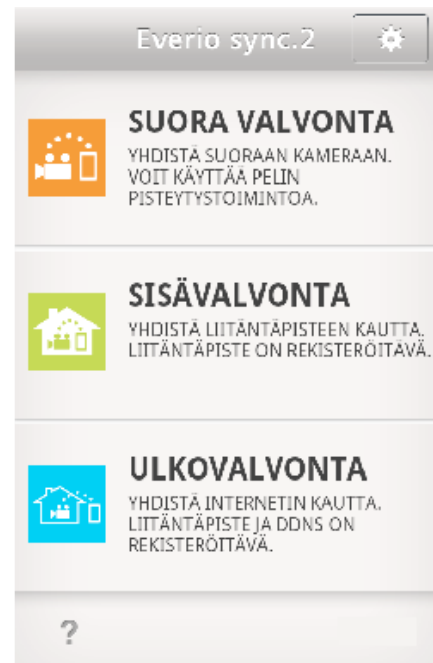 Everio sync.2
SUORA VALVONTA
YHDISTÄ SUORAAN KAMERAAN.
VOIT KÄYTTÄÄ PELIN
PISTEYTYSTOIMINTOA.
SISÄVALVONTA
YHDISTÄ LIITÄNTÄPISTEEN KAUTTA.
LIITÄNTÄPISTE ON REKISTERÖITÄVÄ.
ULKOVALVONTA
YHDISTÄ INTERNETIN KAUTTA.
LIITÄNTÄPISTE JA DDNS ON
REKISTERÖITÄVÄ.
?